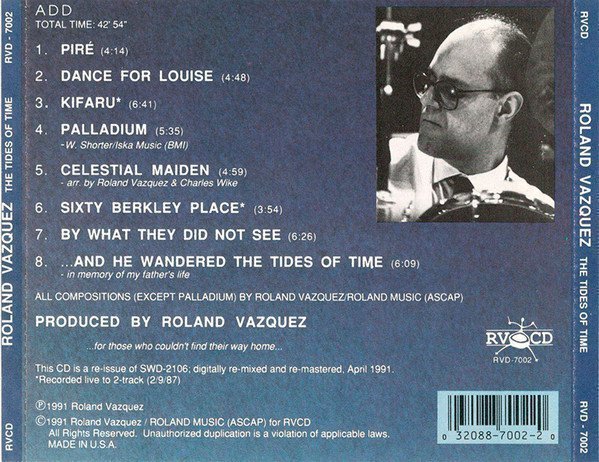 RVD - 7002
ROLAND VAZQUEZ THE TIDES OF TIME
RVCD
ADD
TOTAL TIME: 42' 54"
1. PIRÉ (4:14)
2. DANCE FOR LOUISE (4:48)
3. KIFARU* (6:41)
4. PALLADIUM (5:35)
- W. Shorter/Iska Music (BMI)
5. CELESTIAL MAIDEN (4:59)
- arr. by Roland Vazquez & Charles Wike
6. SIXTY BERKLEY PLACE* (3:54)
7. BY WHAT THEY DID NOT SEE (6:26)
8. ...AND HE WANDERED THE TIDES OF TIME (6:09)
- in memory of my father's life
ALL COMPOSITIONS (EXCEPT PALLADIUM) BY ROLAND VAZQUEZ/ROLAND MUSIC (ASCAP)
PRODUCED BY ROLAND VAZQUEZ
...for those who couldn't find their way home...
RV CD
RVD-7002
This CD is a re-issue of SWD-2106; digitally re-mixed and re-mastered, April 1991.
*Recorded live to 2-track (2/9/87)
℗1991 Roland Vazquez
©1991 Roland Vazquez / ROLAND MUSIC (ASCAP) for RVCD
All Rights Reserved. Unauthorized duplication is a violation of applicable laws.
MADE IN U.S.A.
0 32088-7002-2 0
RVCD
ROLAND VAZQUEZ THE TIDES OF TIME
RVD - 7002